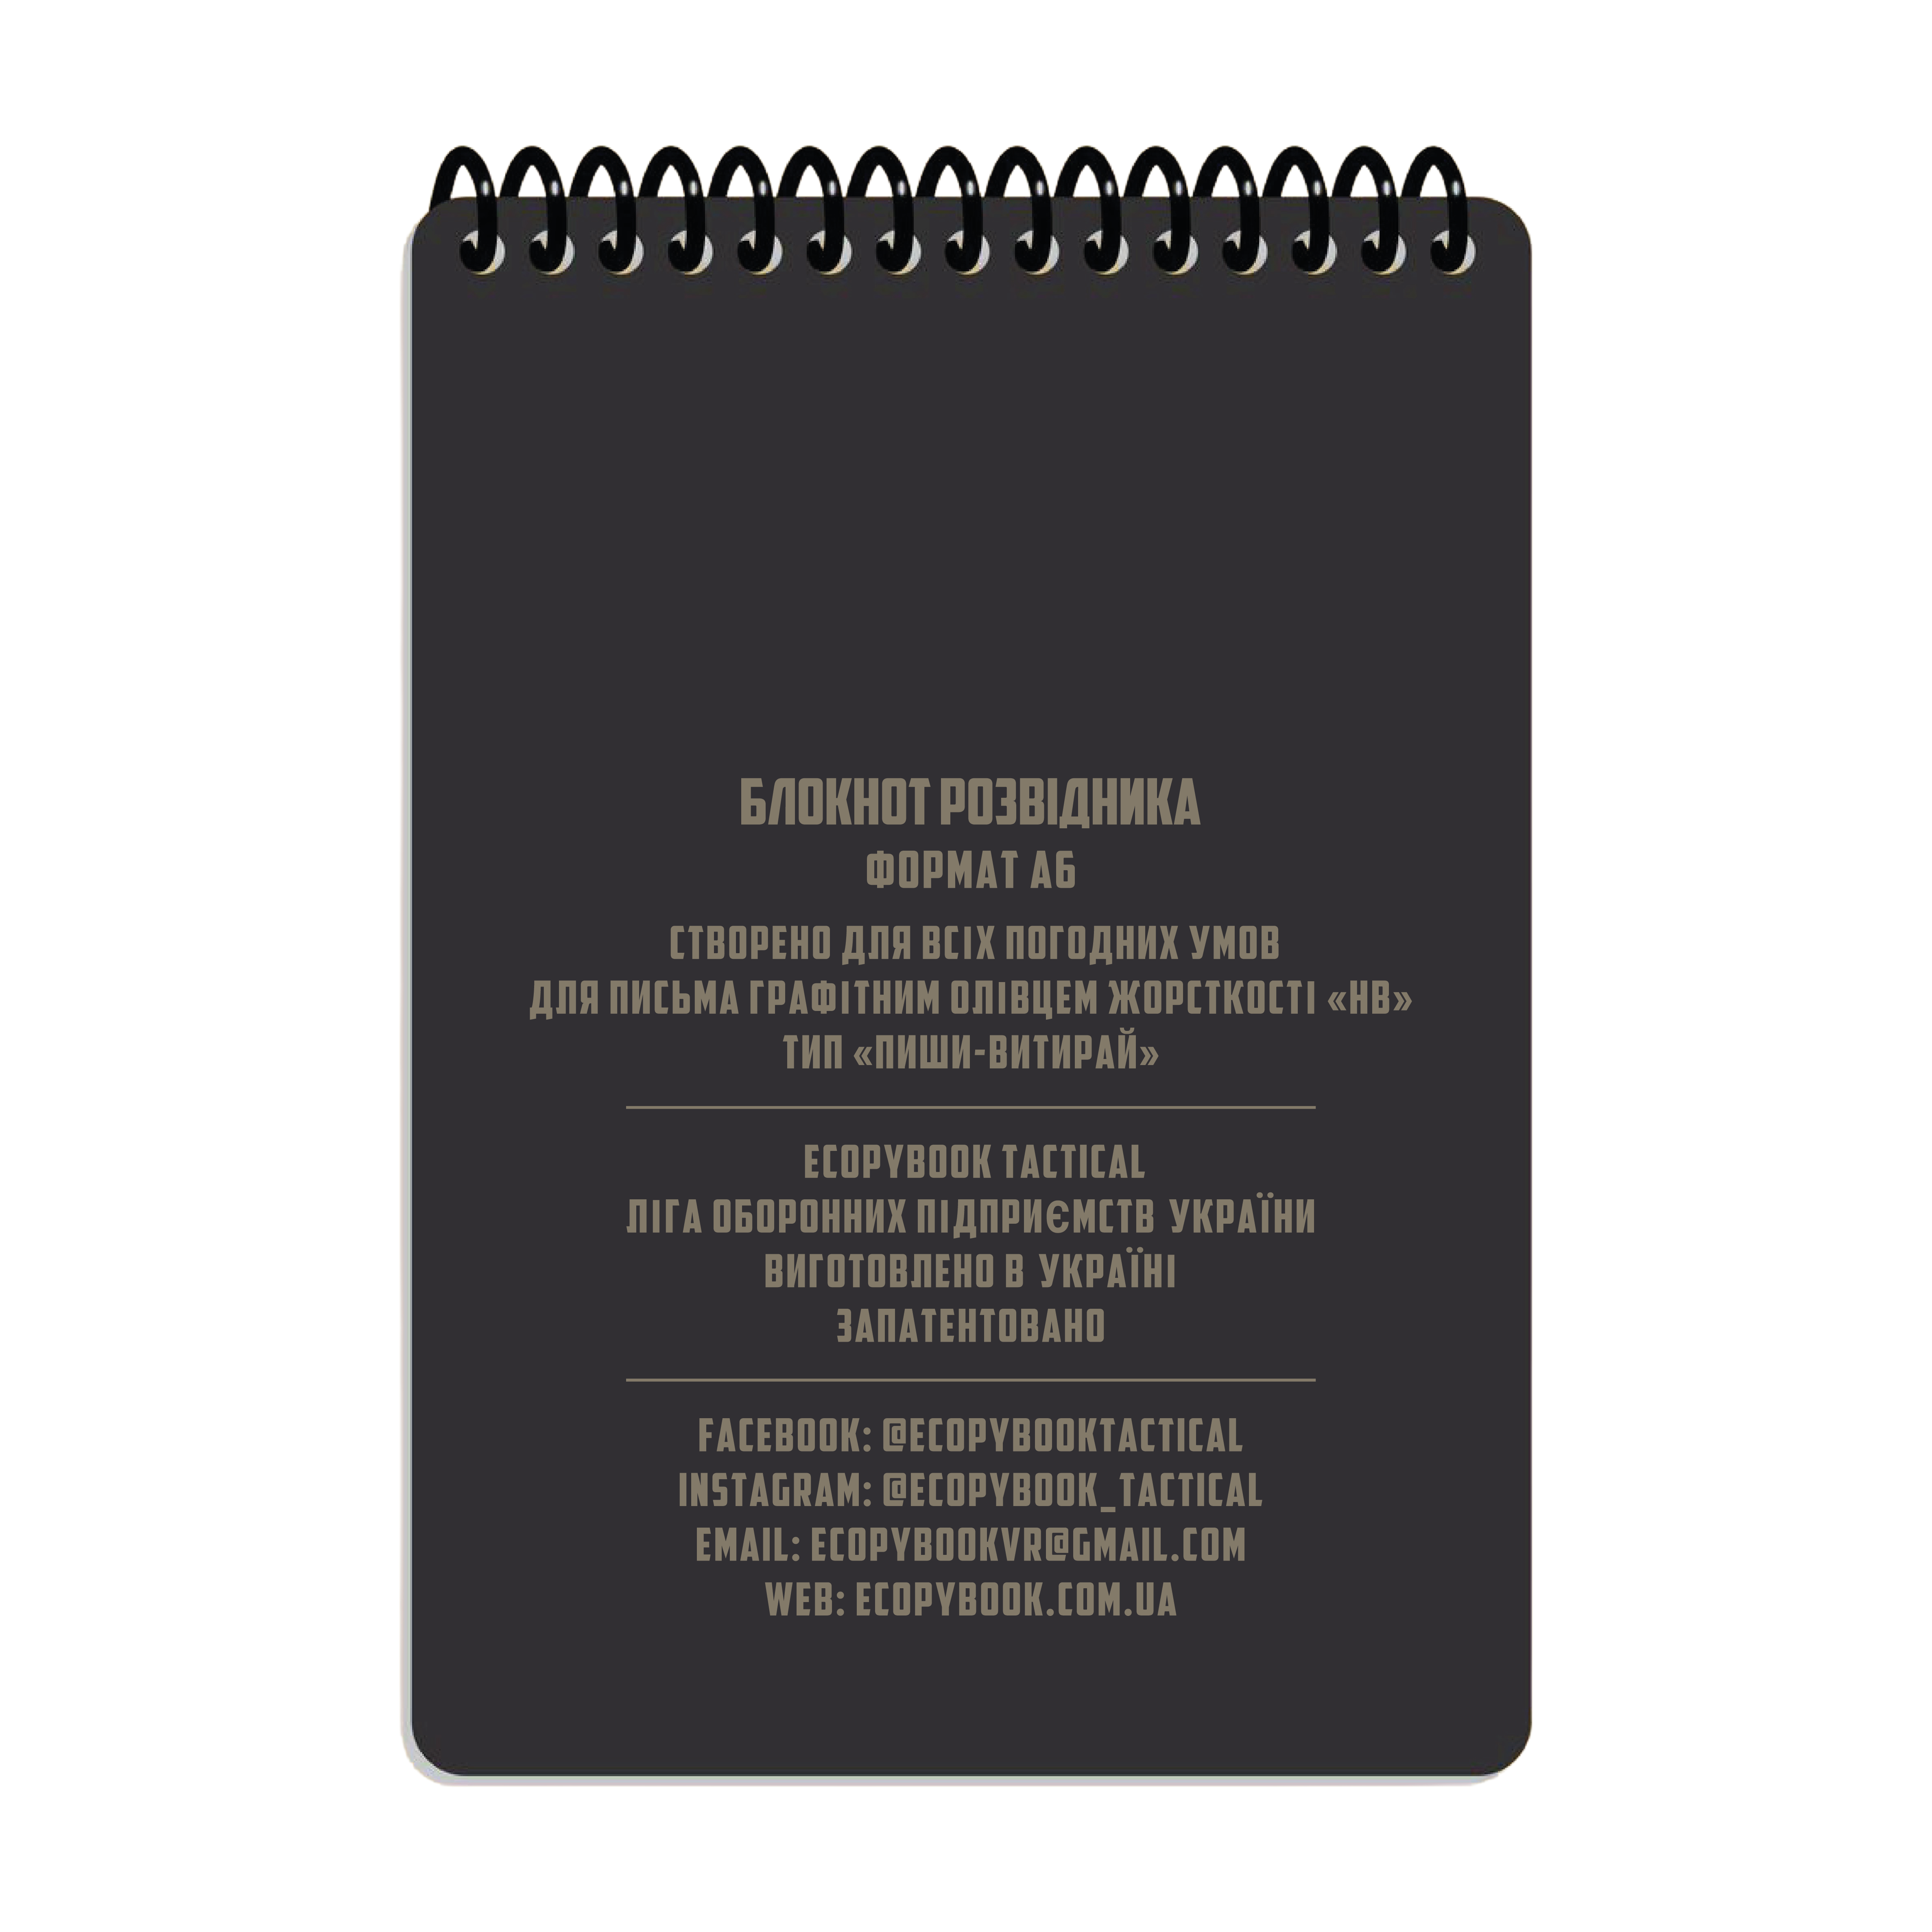 БЛОКНОТ РОЗВІДНИКА
ФОРМАТ А6
СТВОРЕНО ДЛЯ ВСІХ ПОГОДНИХ УМОВ
ДЛЯ ПИСЬМА ГРАФІТНИМ ОЛІВЦЕМ ЖОРСТКОСТІ «НВ»
ТИП «ПИШИ-ВИТИРАЙ»
ECOPYBOOK TACTICAL
ЛІГА ОБОРОННИХ ПІДПРИЄМСТВ УКРАЇНИ
ВИГОТОВЛЕНО В УКРАЇНІ
ЗАПАТЕНТОВАНО
FACEBOOK: @ECOPYBOOKTACTICAL
INSTAGRAM: @ECOPYBOOK_TACTICAL
EMAIL: ECOPYBOOKVR@GMAIL.COM
WEB: ECOPYBOOK.COM.UA